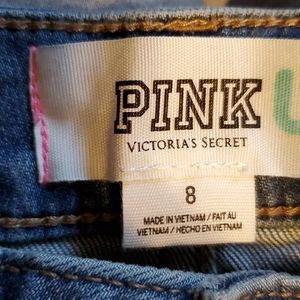 PINK
VICTORIA'S SECRET
8
MADE IN VIETNAM / FAIT AU
VIETNAM / HECHO EN VIETNAM